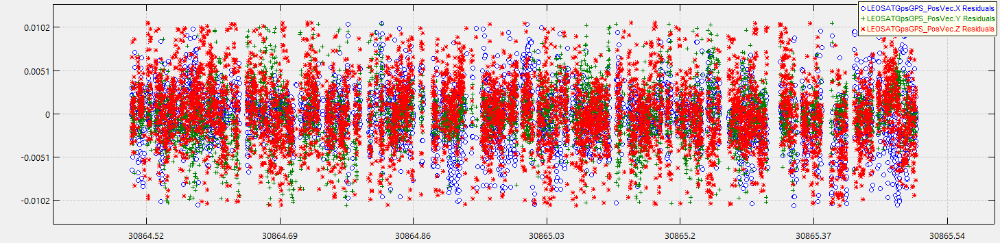 LEOSATGpsGPS_PosVec.X Residuals
LEOSATGpsGPS_PosVec.Y Residuals
LEOSATGpsGPS_PosVec.Z Residuals
0.0102
0.0051
0
-0.0051
-0.0102
30864.52 30864.69 30864.86 30865.03 30865.2 30865.37 30865.54